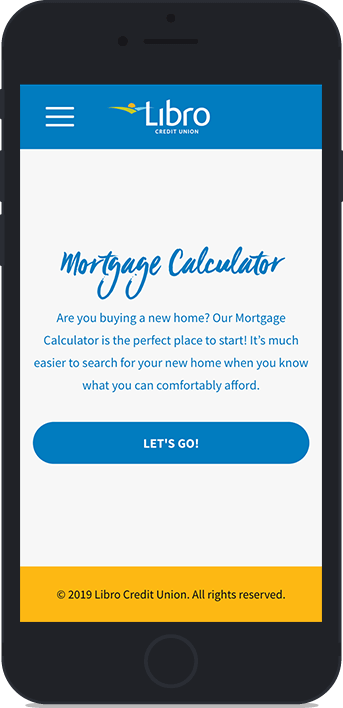 Libro
CREDIT UNION
Mortgage Calculator
Are you buying a new home? Our Mortgage
Calculator is the perfect place to start! It's much
easier to search for your new home when you know
what you can comfortably afford.
LET'S GO!
© 2019 Libro Credit Union. All rights reserved.